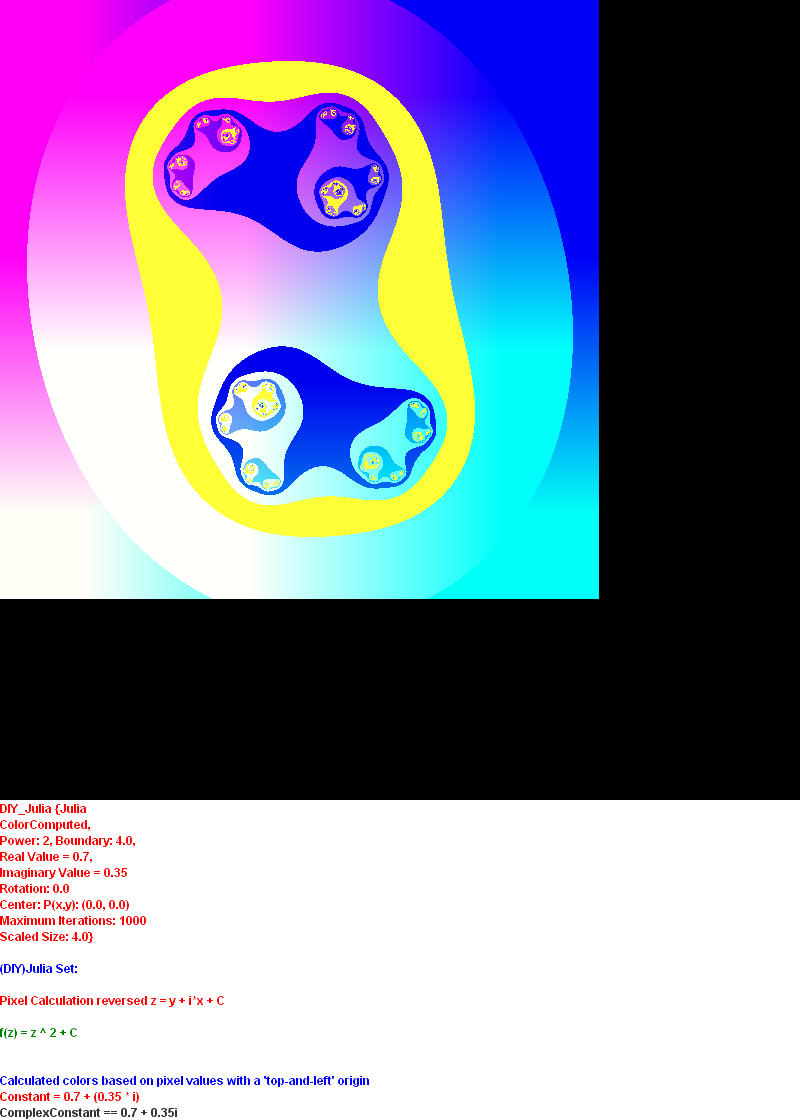 DIY_Julia {Julia
ColorComputed,
Power: 2, Boundary: 4.0,
Real Value = 0.7,
Imaginary Value = 0.35
Rotation: 0.0
Center: P(x,y): (0.0, 0.0)
Maximum Iterations: 1000
Scaled Size: 4.0}
(DIY)Julia Set:
Pixel Calculation reversed z = y + i*x + C
f(z) = z ^ 2 + C
Calculated colors based on pixel values with a 'top-and-left' origin
Constant = 0.7 + (0.35 * i)
ComplexConstant == 0.7 + 0.35i